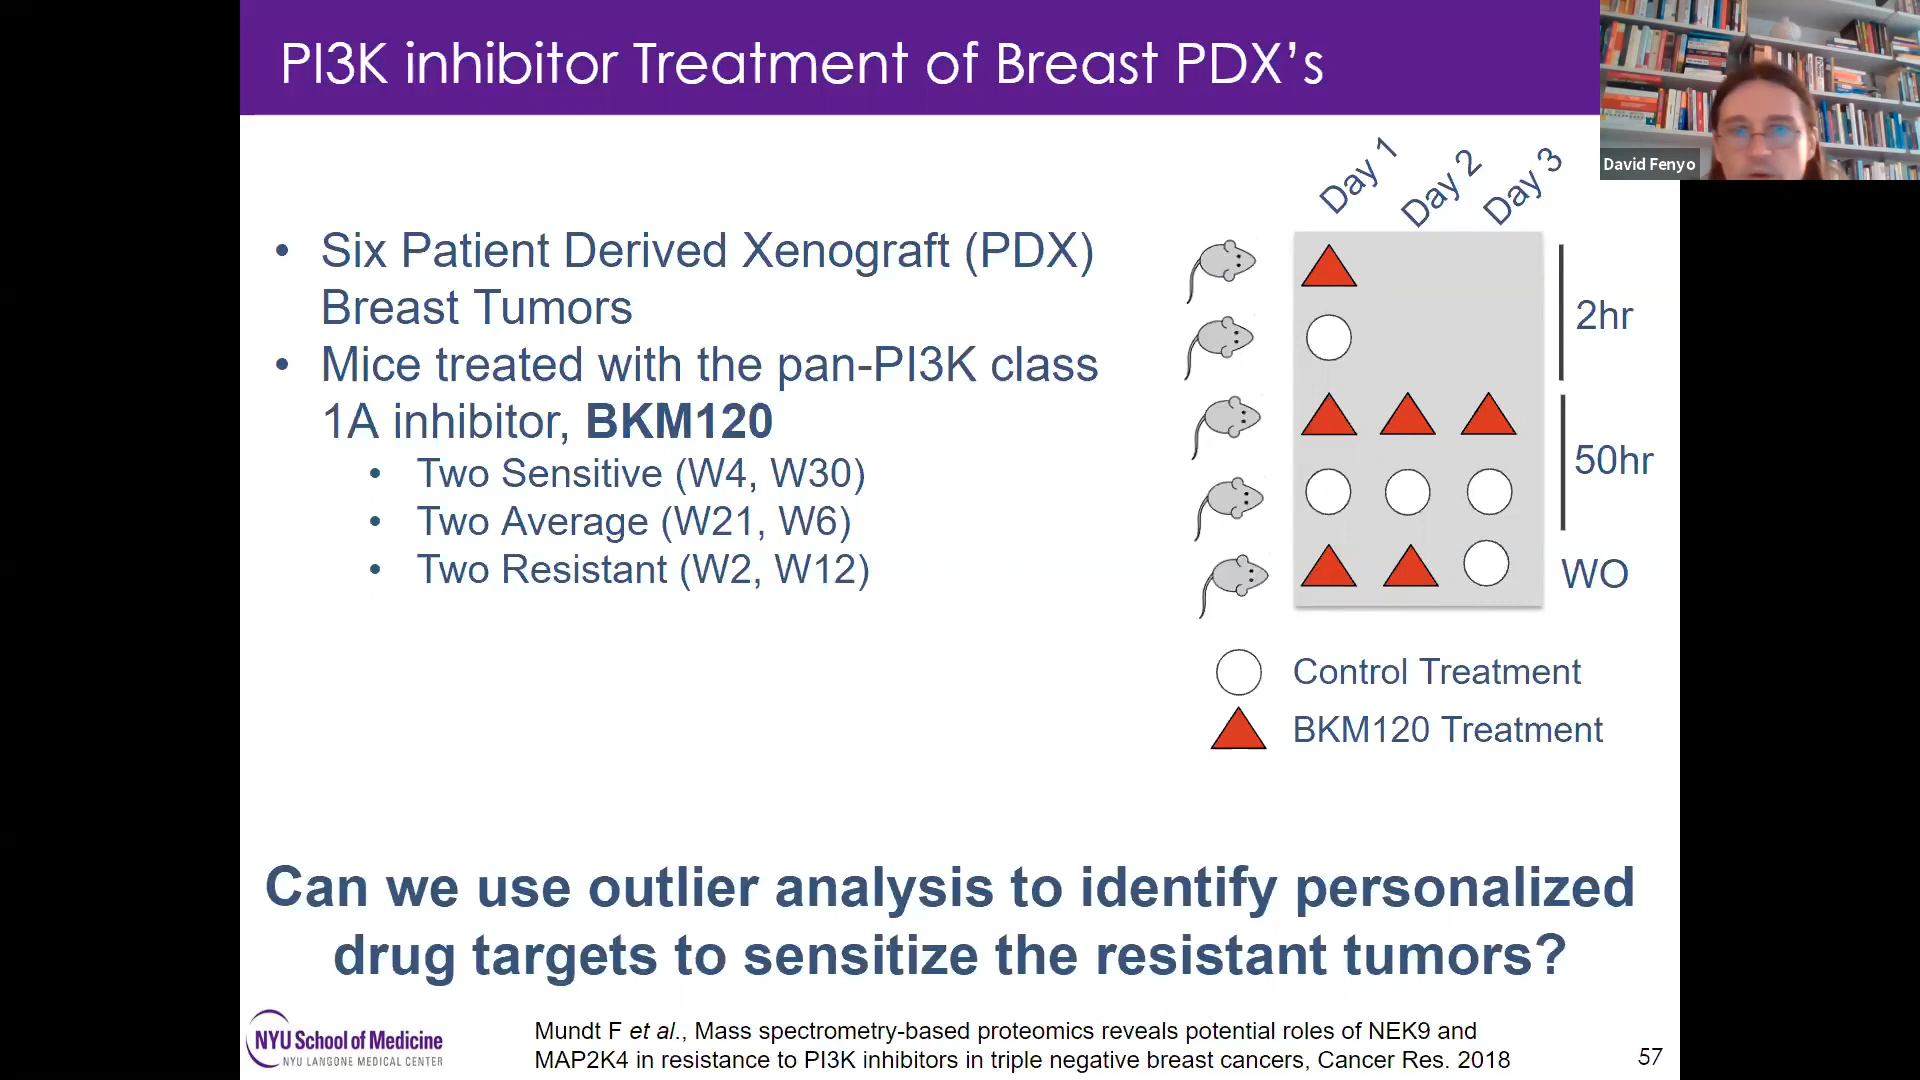 PI3K inhibitor Treatment of Breast PDX's
David Fenyo
• Six Patient Derived Xenograft (PDX)
Breast Tumors
• Mice treated with the pan-PI3K class
1A inhibitor, BKM120
• Two Sensitive (W4, W30)
• Two Average (W21, W6)
• Two Resistant (W2, W12)
Day 1
Day 2
Day 3
2hr
50hr
WO
Control Treatment
BKM120 Treatment
Can we use outlier analysis to identify personalized
drug targets to sensitize the resistant tumors?
NYU School of Medicine
NYU LANGONE MEDICAL CENTER
Mundt F et al., Mass spectrometry-based proteomics reveals potential roles of NEK9 and
MAP2K4 in resistance to PI3K inhibitors in triple negative breast cancers, Cancer Res. 2018
57